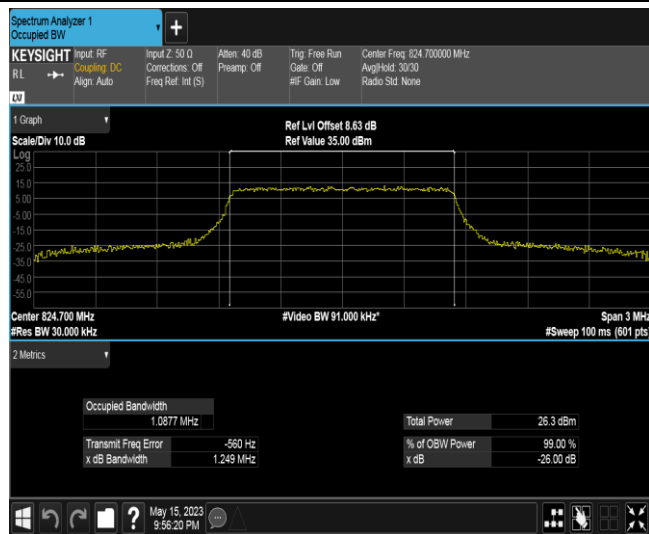 Spectrum Analyzer 1
Occupied BW
+
KEYSIGHT Input: RF Input Z: 50 Ω Atten: 40 dB Trig: Free Run Center Freq: 824.700000 MHz
RL Coupling: DC Corrections: Off Preamp: Off Gate: Off Avg|Hold: 30/30
Align: Auto Freq Ref: Int (S) #IF Gain: Low Radio Std: None
LXI
1 Graph
Ref Lvl Offset 8.63 dB
Scale/Div 10.0 dB Ref Value 35.00 dBm
Log
25.0
15.0
5.00
-5.00
-15.0
-25.0
-35.0
-45.0
-55.0
Center 824.700 MHz #Video BW 91.000 kHz* Span 3 MHz
#Res BW 30.000 kHz #Sweep 100 ms (601 pts)
2 Metrics
Occupied Bandwidth
1.0877 MHz Total Power 26.3 dBm
Transmit Freq Error -560 Hz % of OBW Power 99.00 %
x dB Bandwidth 1.249 MHz x dB -26.00 dB
? May 15, 2023
9:56:20 PM